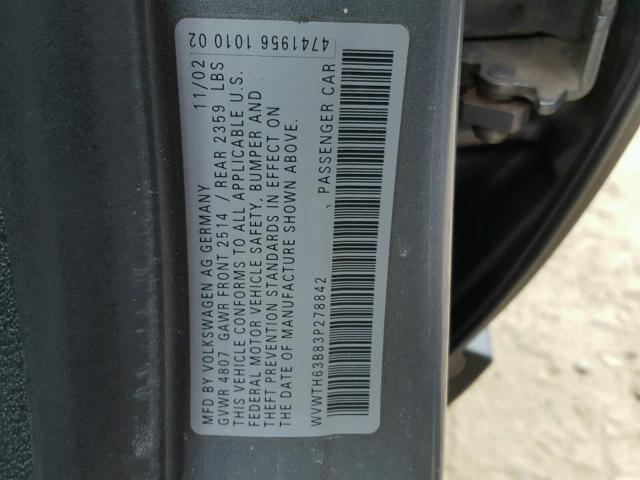 MFD BY VOLKSWAGEN AG GERMANY 11/02
GVWR 4807 GAWR FRONT 2514 / REAR 2359 LBS
THIS VEHICLE CONFORMS TO ALL APPLICABLE U.S.
FEDERAL MOTOR VEHICLE SAFETY, BUMPER AND
THEFT PREVENTION STANDARDS IN EFFECT ON
THE DATE OF MANUFACTURE SHOWN ABOVE.
WVWTH63B83P278842 PASSENGER CAR
4741956 1010 02